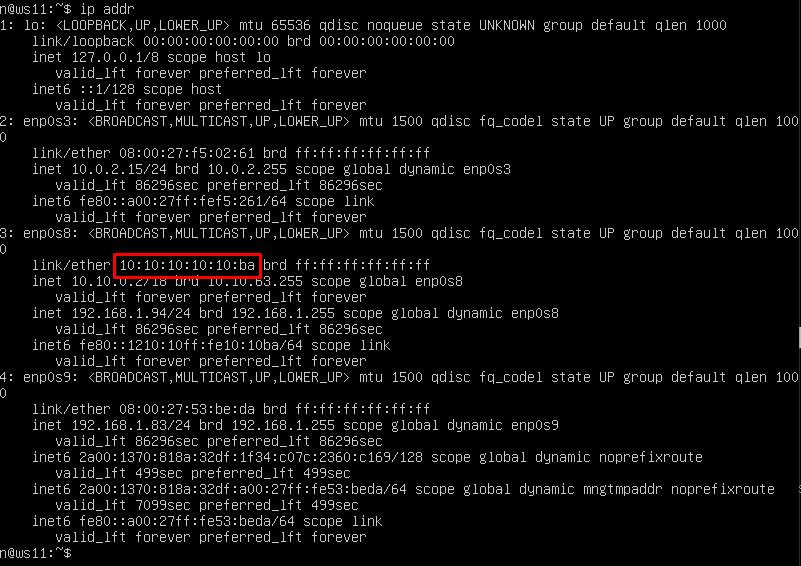 n@ws11:~$ ip addr
1: lo: <LOOPBACK,UP,LOWER_UP> mtu 65536 qdisc noqueue state UNKNOWN group default qlen 1000
link/loopback 00:00:00:00:00:00 brd 00:00:00:00:00:00
inet 127.0.0.1/8 scope host lo
valid_lft forever preferred_lft forever
inet6 ::1/128 scope host
valid_lft forever preferred_lft forever
2: enp0s3: <BROADCAST,MULTICAST,UP,LOWER_UP> mtu 1500 qdisc fq_codel state UP group default qlen 100
0
link/ether 08:00:27:f5:02:61 brd ff:ff:ff:ff:ff:ff
inet 10.0.2.15/24 brd 10.0.2.255 scope global dynamic enp0s3
valid_lft 86296sec preferred_lft 86296sec
inet6 fe80::a00:27ff:fef5:261/64 scope link
valid_lft forever preferred_lft forever
3: enp0s8: <BROADCAST,MULTICAST,UP,LOWER_UP> mtu 1500 qdisc fq_codel state UP group default qlen 100
0
link/ether 10:10:10:10:10:ba brd ff:ff:ff:ff:ff:ff
inet 10.10.0.2/18 brd 10.10.63.255 scope global enp0s8
valid_lft forever preferred_lft forever
inet 192.168.1.94/24 brd 192.168.1.255 scope global dynamic enp0s8
valid_lft 86296sec preferred_lft 86296sec
inet6 fe80::1210:10ff:fe10:10ba/64 scope link
valid_lft forever preferred_lft forever
4: enp0s9: <BROADCAST,MULTICAST,UP,LOWER_UP> mtu 1500 qdisc fq_codel state UP group default qlen 100
0
link/ether 08:00:27:53:be:da brd ff:ff:ff:ff:ff:ff
inet 192.168.1.83/24 brd 192.168.1.255 scope global dynamic enp0s9
valid_lft 86296sec preferred_lft 86296sec
inet6 2a00:1370:818a:32df:1f34:c07c:2360:c169/128 scope global dynamic noprefixroute
valid_lft 499sec preferred_lft 499sec
inet6 2a00:1370:818a:32df:a00:27ff:fe53:beda/64 scope global dynamic mngtmpaddr noprefixroute
valid_lft 7099sec preferred_lft 499sec
inet6 fe80::a00:27ff:fe53:beda/64 scope link
valid_lft forever preferred_lft forever
n@ws11:~$